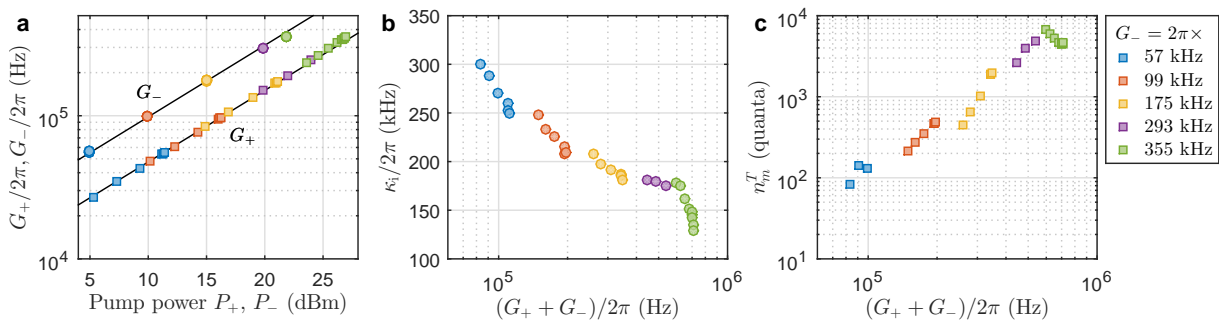 a
G₊/2π, G₋/2π (Hz)
10⁵
10⁴
G₋
G₊
5 10 15 20 25
Pump power P₊, P₋ (dBm)
b
κᵢ/2π (kHz)
350
300
250
200
150
100
10⁵ 10⁶
(G₊ + G₋)/2π (Hz)
c
nₘᵀ (quanta)
10⁴
10³
10²
10¹
10⁵ 10⁶
(G₊ + G₋)/2π (Hz)
G₋ = 2π×
57 kHz
99 kHz
175 kHz
293 kHz
355 kHz